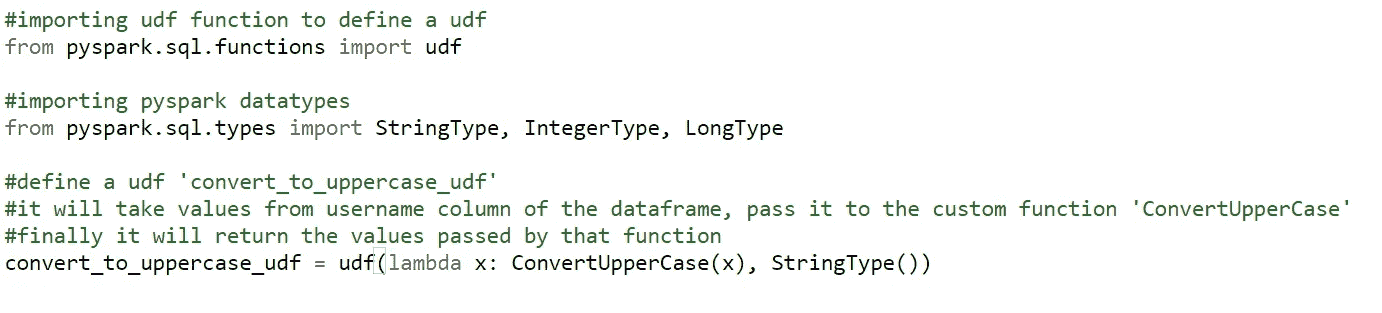 #importing udf function to define a udf
from pyspark.sql.functions import udf
#importing pyspark datatypes
from pyspark.sql.types import StringType, IntegerType, LongType
#define a udf 'convert_to_uppercase_udf'
#it will take values from username column of the dataframe, pass it to the custom function 'ConvertUpperCase'
#finally it will return the values passed by that function
convert_to_uppercase_udf = udf(lambda x: ConvertUpperCase(x), StringType())